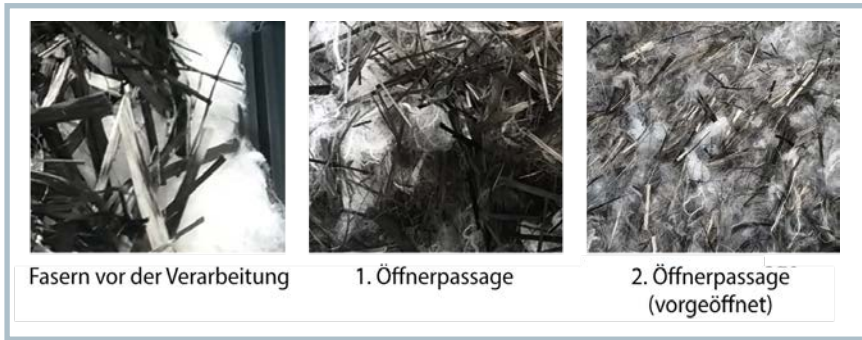 Fasern vor der Verarbeitung
1. Öffnerpassage
2. Öffnerpassage
(vorgeöffnet)